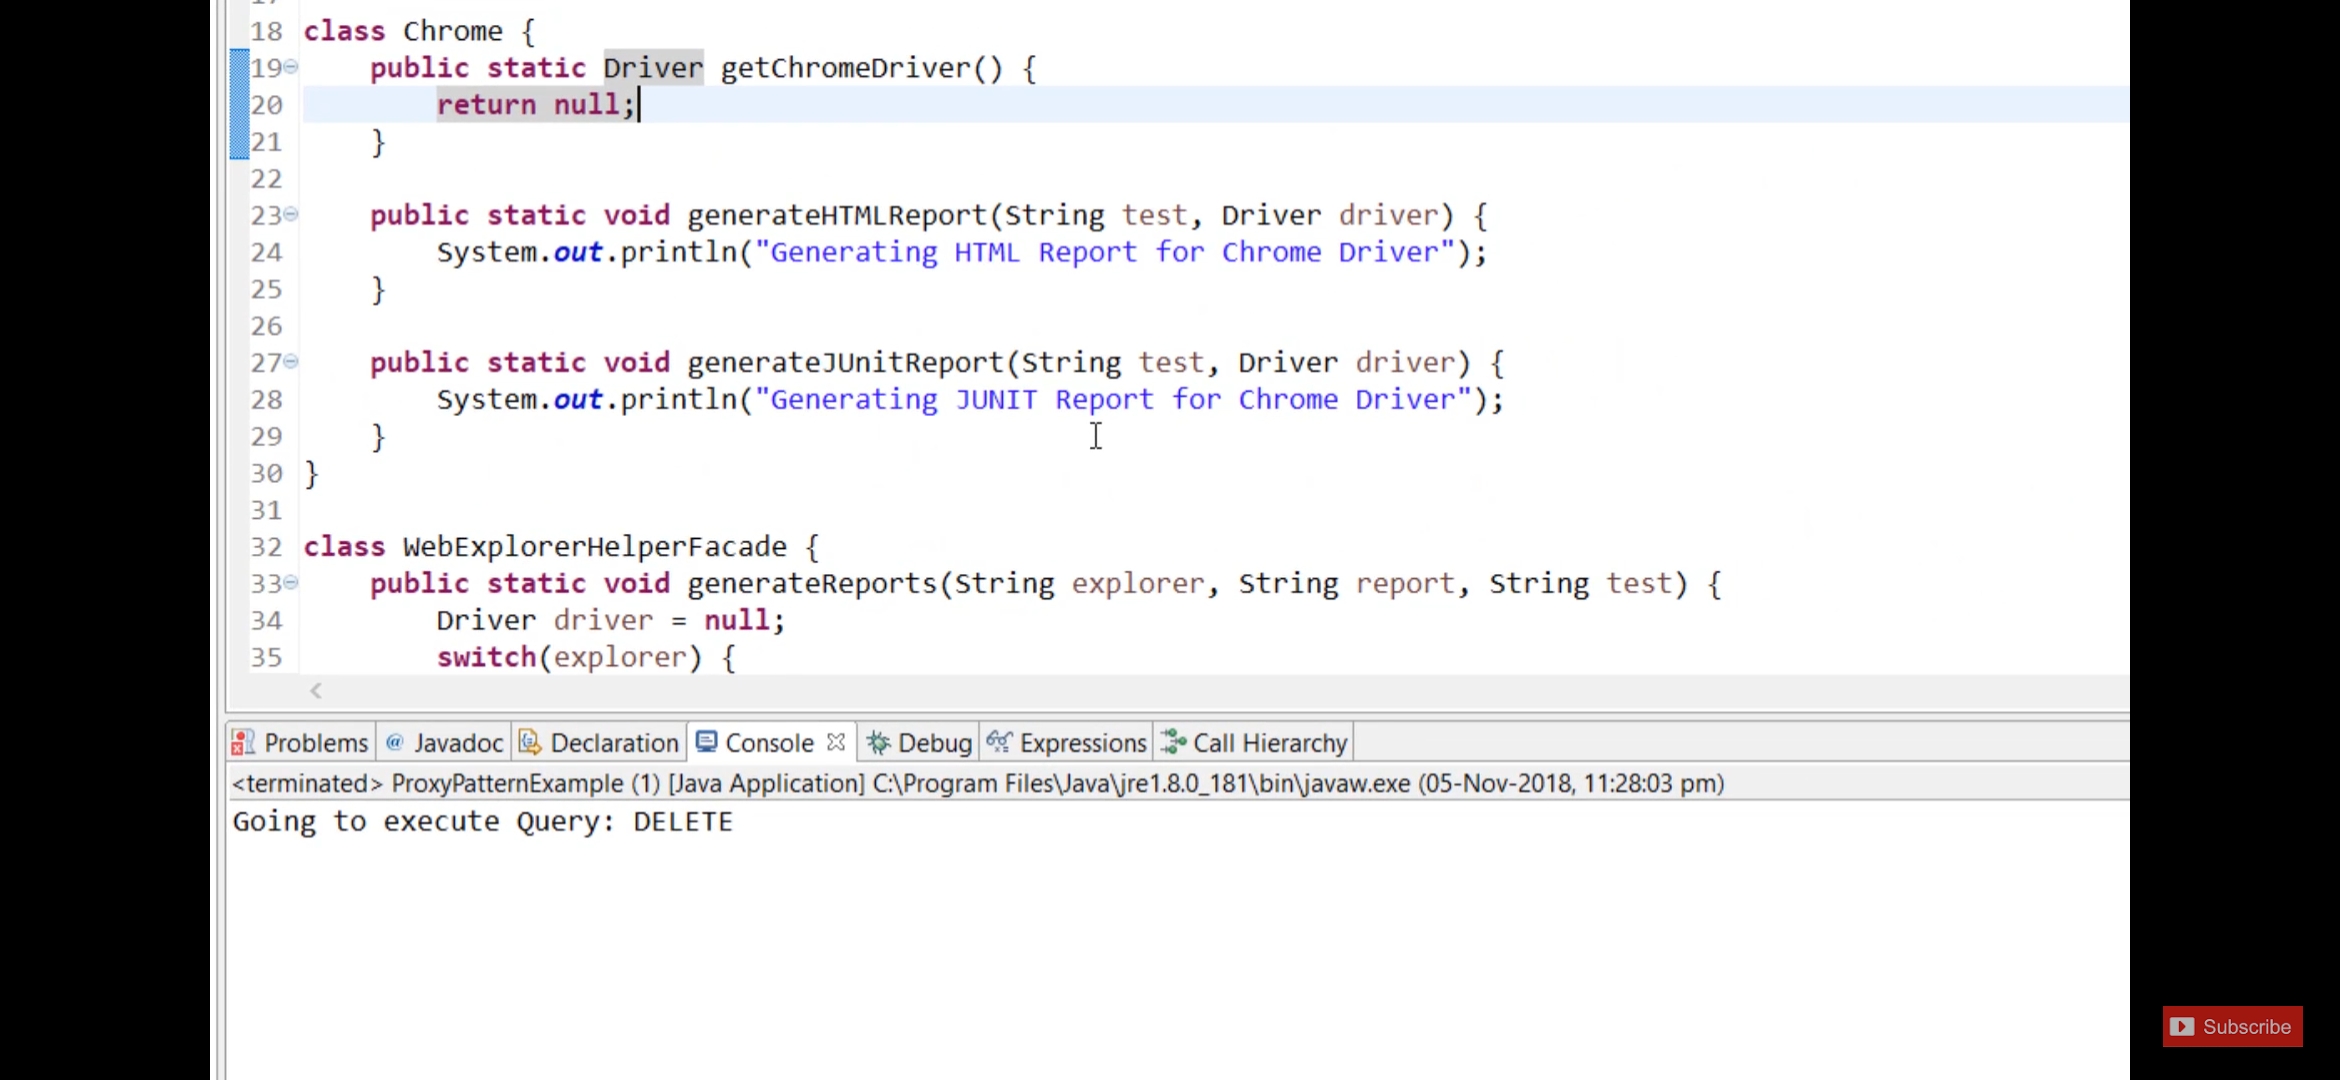 18 class Chrome {
19 public static Driver getChromeDriver() {
20 return null;
21 }
22
23 public static void generateHTMLReport(String test, Driver driver) {
24 System.out.println("Generating HTML Report for Chrome Driver");
25 }
26
27 public static void generateJUnitReport(String test, Driver driver) {
28 System.out.println("Generating JUNIT Report for Chrome Driver");
29 }
30 }
31
32 class WebExplorerHelperFacade {
33 public static void generateReports(String explorer, String report, String test) {
34 Driver driver = null;
35 switch(explorer) {
Problems @ Javadoc Declaration Console Debug Expressions Call Hierarchy
<terminated> ProxyPatternExample (1) [Java Application] C:\Program Files\Java\jre1.8.0_181\bin\javaw.exe (05-Nov-2018, 11:28:03 pm)
Going to execute Query: DELETE
Subscribe